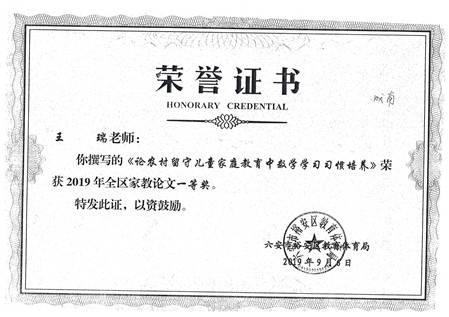 荣誉证书
HONORARY CREDENTIAL
王 瑞老师：
你撰写的《论农村留守儿童家庭教育中数学学习习惯培养》荣
获2019年全区家教论文一等奖。
特发此证，以资鼓励。
六安市裕安区教育体育局
2019年9月6日